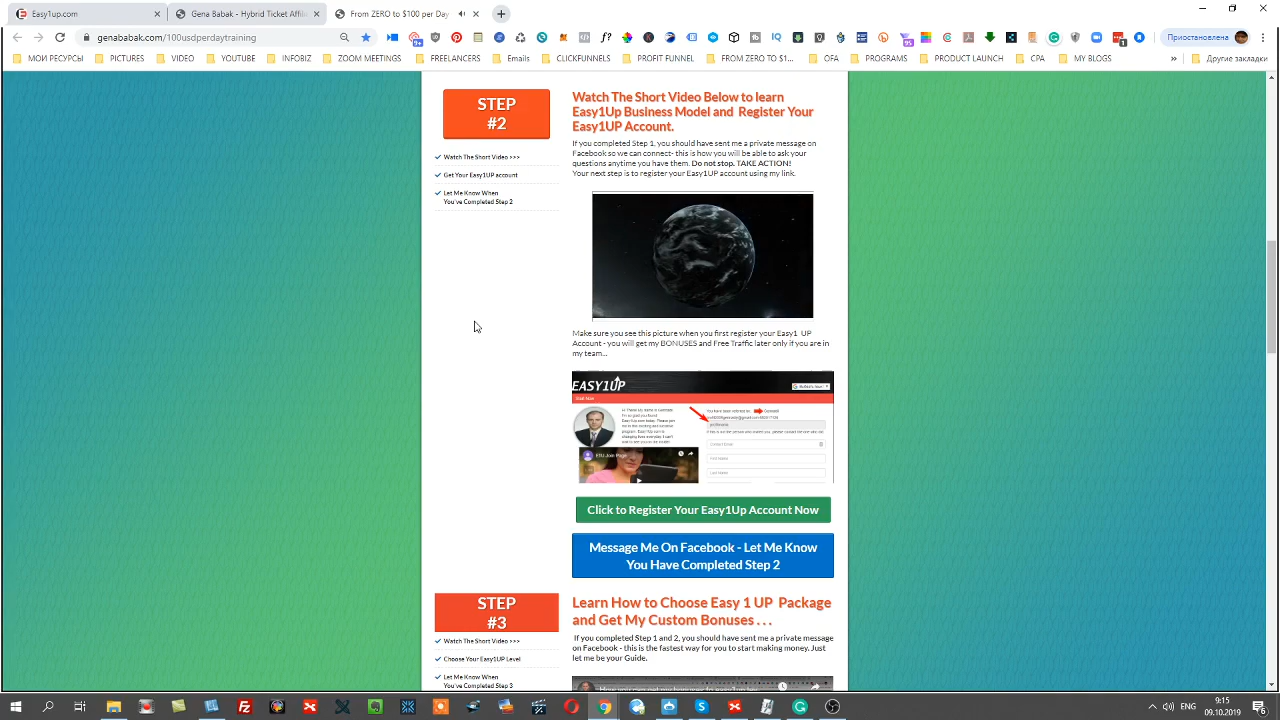 Easy1up.com
Gena Babak - Hybrid Ticket Affili
From ZERO to $100 per Day
genababak.com/100usdperdaytraining
Приостановлена
МОИ РЕСУРСЫ
PICTURES
VIDEO
YUTUBE
INFOBIZ
ZOOM MEETINGS
FREELANCERS
Emails
CLICKFUNNELS
PROFIT FUNNEL
FROM ZERO TO $1...
OFA
PROGRAMS
PRODUCT LAUNCH
CPA
MY BLOGS
Другие закладки
STEP
#2
Watch The Short Video >>>
Get Your Easy1UP account
Let Me Know When
You've Completed Step 2
Watch The Short Video Below to learn
Easy1Up Business Model and Register Your
Easy1UP Account.
If you completed Step 1, you should have sent me a private message on
Facebook so we can connect- this is how you will be able to ask your
questions anytime you have them. Do not stop. TAKE ACTION!
Your next step is to register your Easy1UP account using my link.
Make sure you see this picture when you first register your Easy1 UP
Account - you will get my BONUSES and Free Traffic later only if you are in
my team...
EASY1UP
Start Now
E1U Join Page
Click to Register Your Easy1Up Account Now
Message Me On Facebook - Let Me Know
You Have Completed Step 2
STEP
#3
Watch The Short Video >>>
Choose Your Easy1UP Level
Let Me Know When
You've Completed Step 3
Learn How to Choose Easy 1 UP Package
and Get My Custom Bonuses . . .
If you completed Step 1 and 2, you should have sent me a private message
on Facebook - this is the fastest way for you to start making money. Just
let me be your Guide.
9:15
09.10.2019